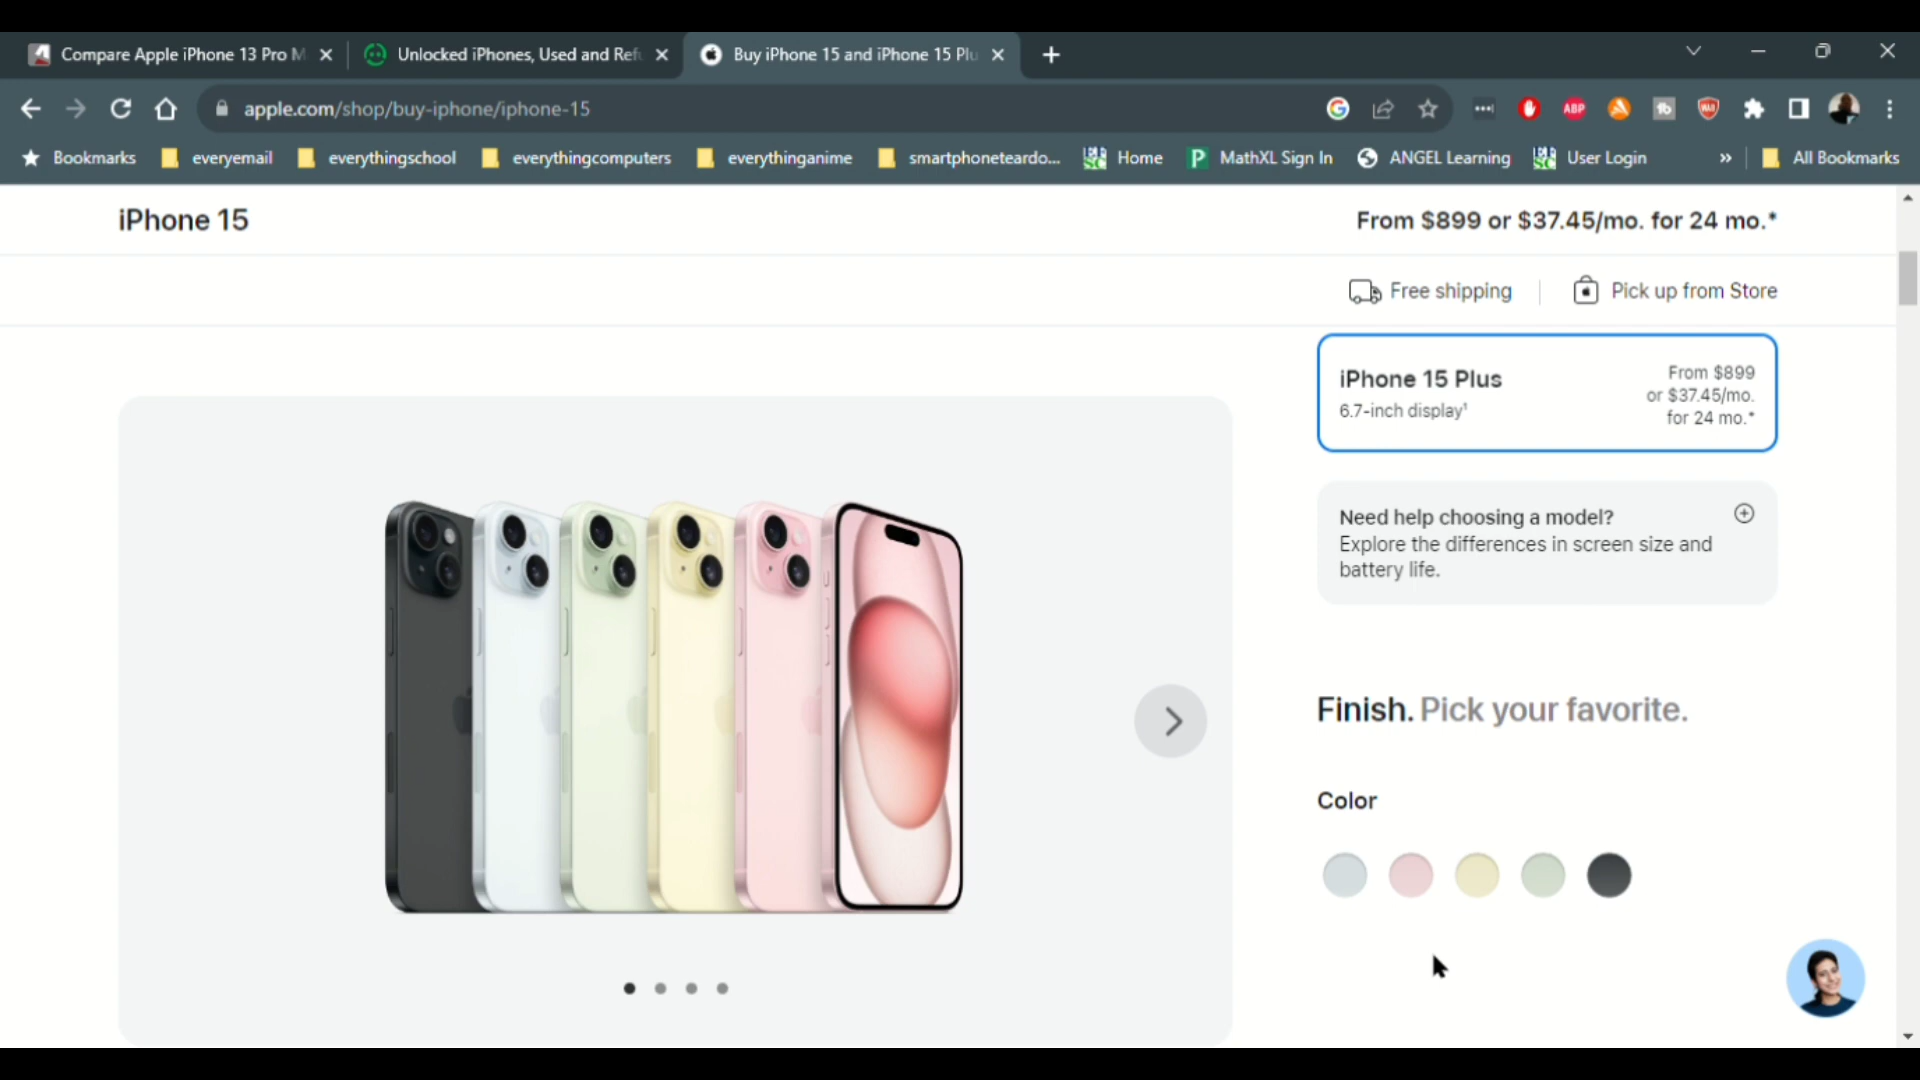 Compare Apple iPhone 13 Pro M
Unlocked iPhones, Used and Ref
Buy iPhone 15 and iPhone 15 Plu
apple.com/shop/buy-iphone/iphone-15
ABP
Bookmarks
everyemail
everythingschool
everythingcomputers
everythinganime
smartphoneteardo...
Home
MathXL Sign In
ANGEL Learning
User Login
»
All Bookmarks
iPhone 15
From $899 or $37.45/mo. for 24 mo.*
Free shipping
Pick up from Store
iPhone 15 Plus
6.7-inch display¹
From $899
or $37.45/mo.
for 24 mo.*
Need help choosing a model?
Explore the differences in screen size and
battery life.
Finish. Pick your favorite.
Color